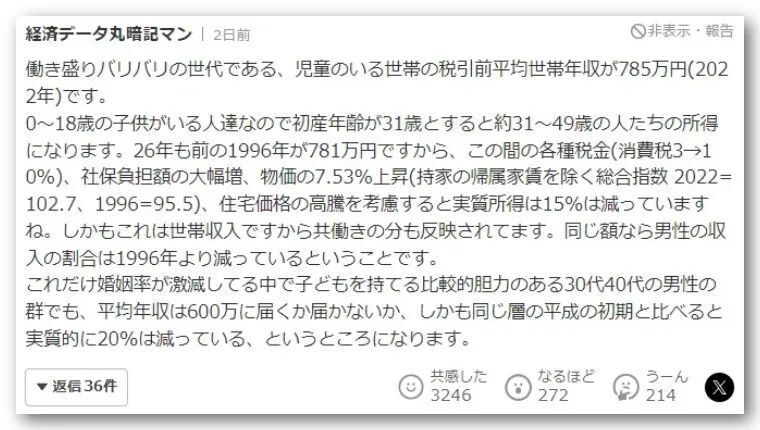 経済データ丸暗記マン | 2日前 非表示・報告
働き盛りバリバリの世代である、児童のいる世帯の税引前平均世帯年収が785万円(202
2年)です。
0〜18歳の子供がいる人達なので初産年齢が31歳とすると約31〜49歳の人たちの所得
になります。26年も前の1996年が781万円ですから、この間の各種税金(消費税3→1
0%)、社保負担額の大幅増、物価の7.53%上昇(持家の帰属家賃を除く総合指数 2022=
102.7、1996=95.5)、住宅価格の高騰を考慮すると実質所得は15%は減っています
ね。しかもこれは世帯収入ですから共働きの分も反映されてます。同じ額なら男性の収
入の割合は1996年より減っているということです。
これだけ婚姻率が激減してる中で子どもを持てる比較的胆力のある30代40代の男性の
群でも、平均年収は600万に届くか届かないか、しかも同じ層の平成の初期と比べると
実質的に20%は減っている、というところになります。
▼ 返信 36件
共感した 3246
なるほど 272
うーん 214
X